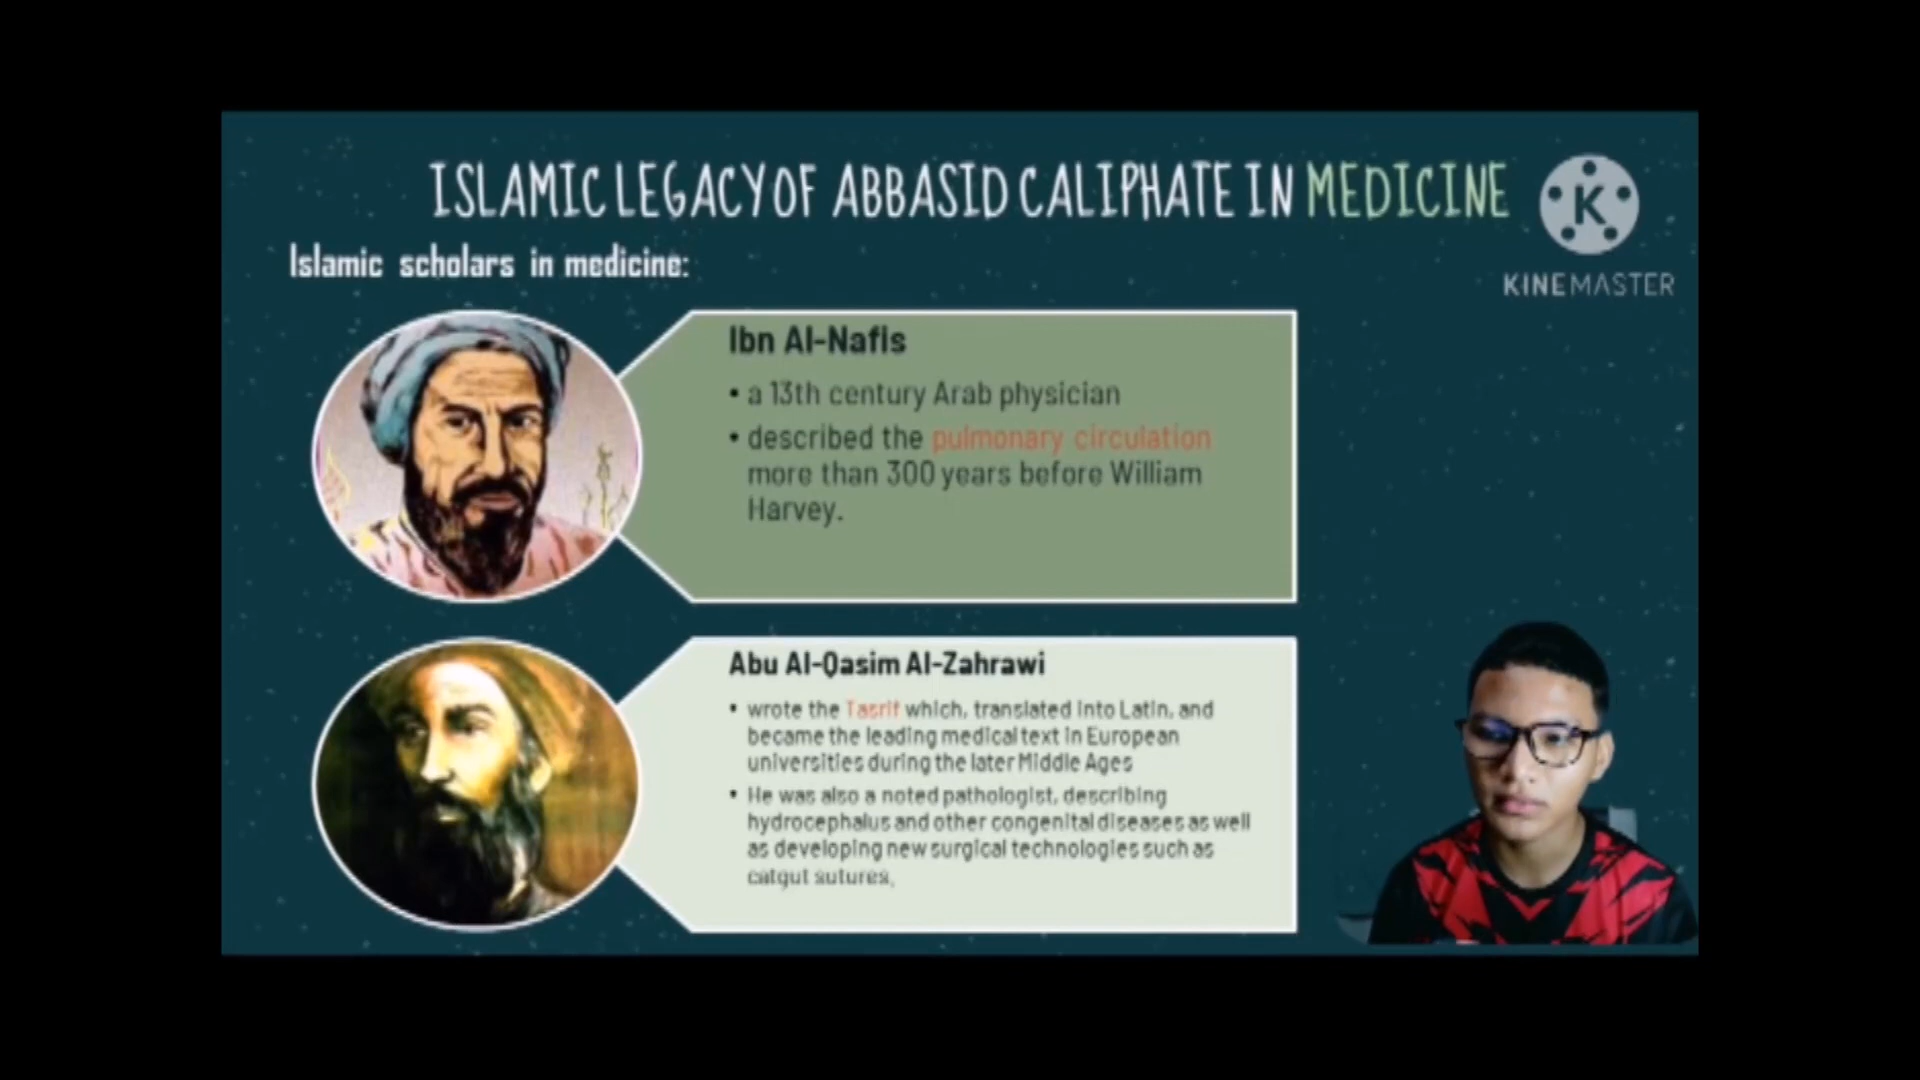 ISLAMIC LEGACY OF ABBASID CALIPHATE IN MEDICINE
K
KINEMASTER
Islamic scholars in medicine:
Ibn Al-Nafis
• a 13th century Arab physician
• described the pulmonary circulation
more than 300 years before William
Harvey.
Abu Al-Qasim Al-Zahrawi
• wrote the Tasrif which, translated into Latin, and
became the leading medical text in European
universities during the later Middle Ages
• He was also a noted pathologist, describing
hydrocephalus and other congenital diseases as well
as developing new surgical technologies such as
catgut sutures,